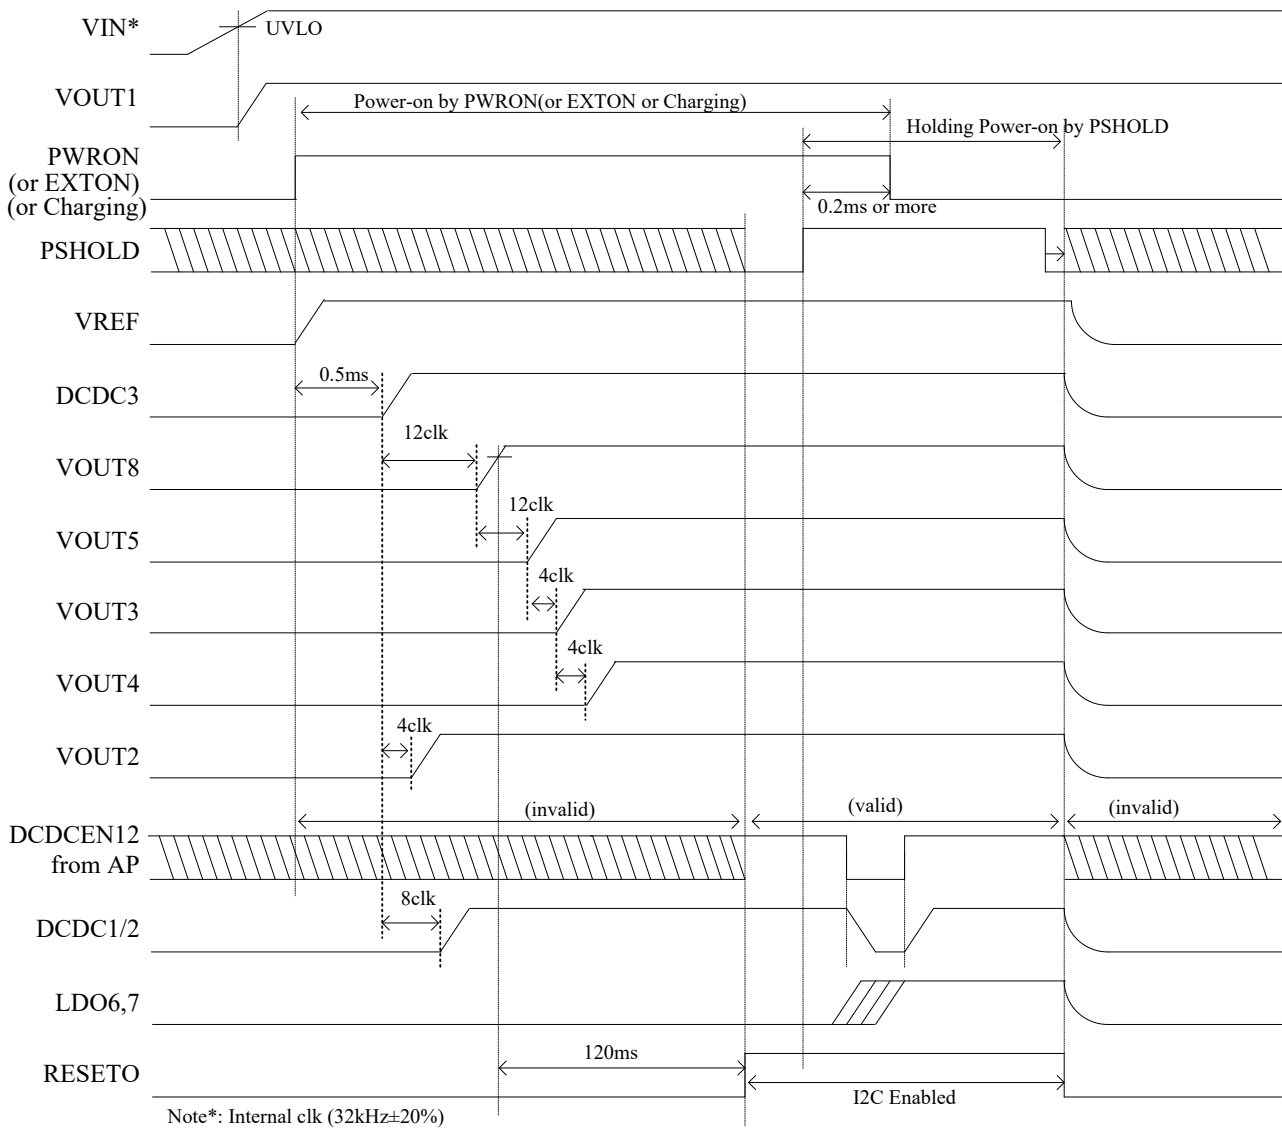 VIN*
UVLO
VOUT1
Power-on by PWRON(or EXTON or Charging)
Holding Power-on by PSHOLD
PWRON
(or EXTON)
(or Charging)
0.2ms or more
PSHOLD
VREF
0.5ms
DCDC3
12clk
VOUT8
12clk
VOUT5
4clk
VOUT3
4clk
VOUT4
4clk
VOUT2
(invalid)
(valid)
(invalid)
DCDCEN12
from AP
8clk
DCDC1/2
LDO6,7
120ms
RESETO
I2C Enabled
Note*: Internal clk (32kHz±20%)